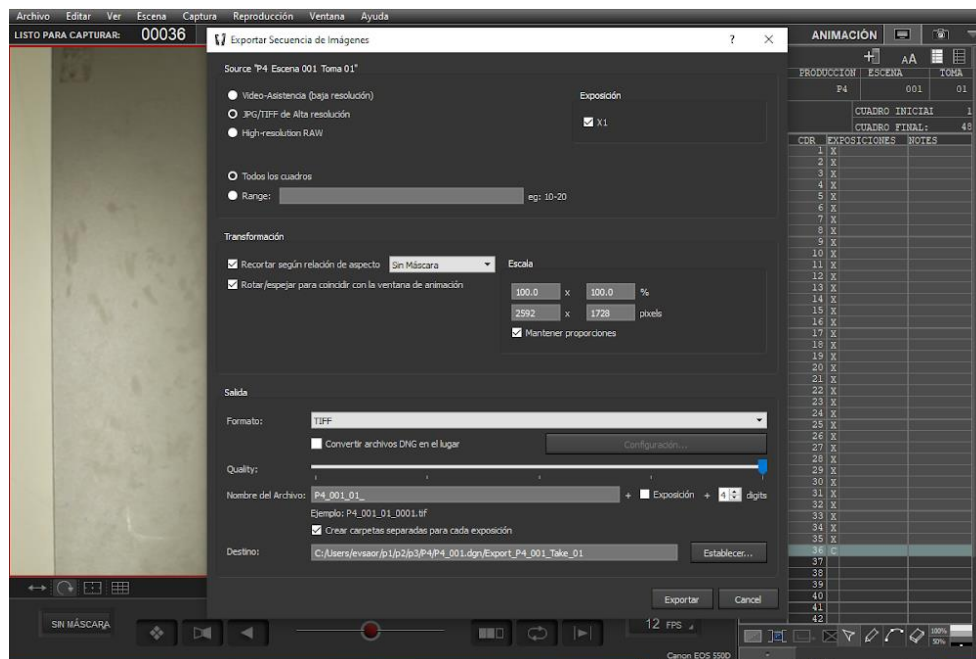 Archivo Editar Ver Escena Captura Reproducción Ventana Ayuda
LISTO PARA CAPTURAR: 00036
Exportar Secuencia de Imágenes ? ×
ANIMACIÓN
AA
Source "P4 Escena 001 Toma 01"
PRODUCCION ESCENA TOMA
P4 001 01
Video-Asistencia (baja resolución)
Exposición
JPG/TIFF de Alta resolución
X1
High-resolution RAW
CUADRO INICIAL 1
CUADRO FINAL: 48
CDR EXPOSICIONES NOTES
Todos los cuadros
Range: eg: 10-20
Transformación
Recortar según relación de aspecto Sin Máscara
Escala
Rotar/espejar para coincidir con la ventana de animación
100.0 x 100.0 %
2592 x 1728 pixels
Mantener proporciones
Salida
Formato: TIFF
Convertir archivos DNG en el lugar Configuración...
Quality:
Nombre del Archivo: P4_001_01_ + Exposición + 4 digits
Ejemplo: P4_001_01_0001.tif
Crear carpetas separadas para cada exposición
Destino: C:/Users/evsaor/p1/p2/p3/P4/P4_001.dgn/Export_P4_001_Take_01 Establecer...
Exportar Cancel
1 X
2 X
3 X
4 X
5 X
6 X
7 X
8 X
9 X
10 X
11 X
12 X
13 X
14 X
15 X
16 X
17 X
18 X
19 X
20 X
21 X
22 X
23 X
24 X
25 X
26 X
27 X
28 X
29 X
30 X
31 X
32 X
33 X
34 X
35 X
36 C
37
38
39
40
41
42
SIN MÁSCARA
12 FPS
100%
50%
Canon EOS 550D